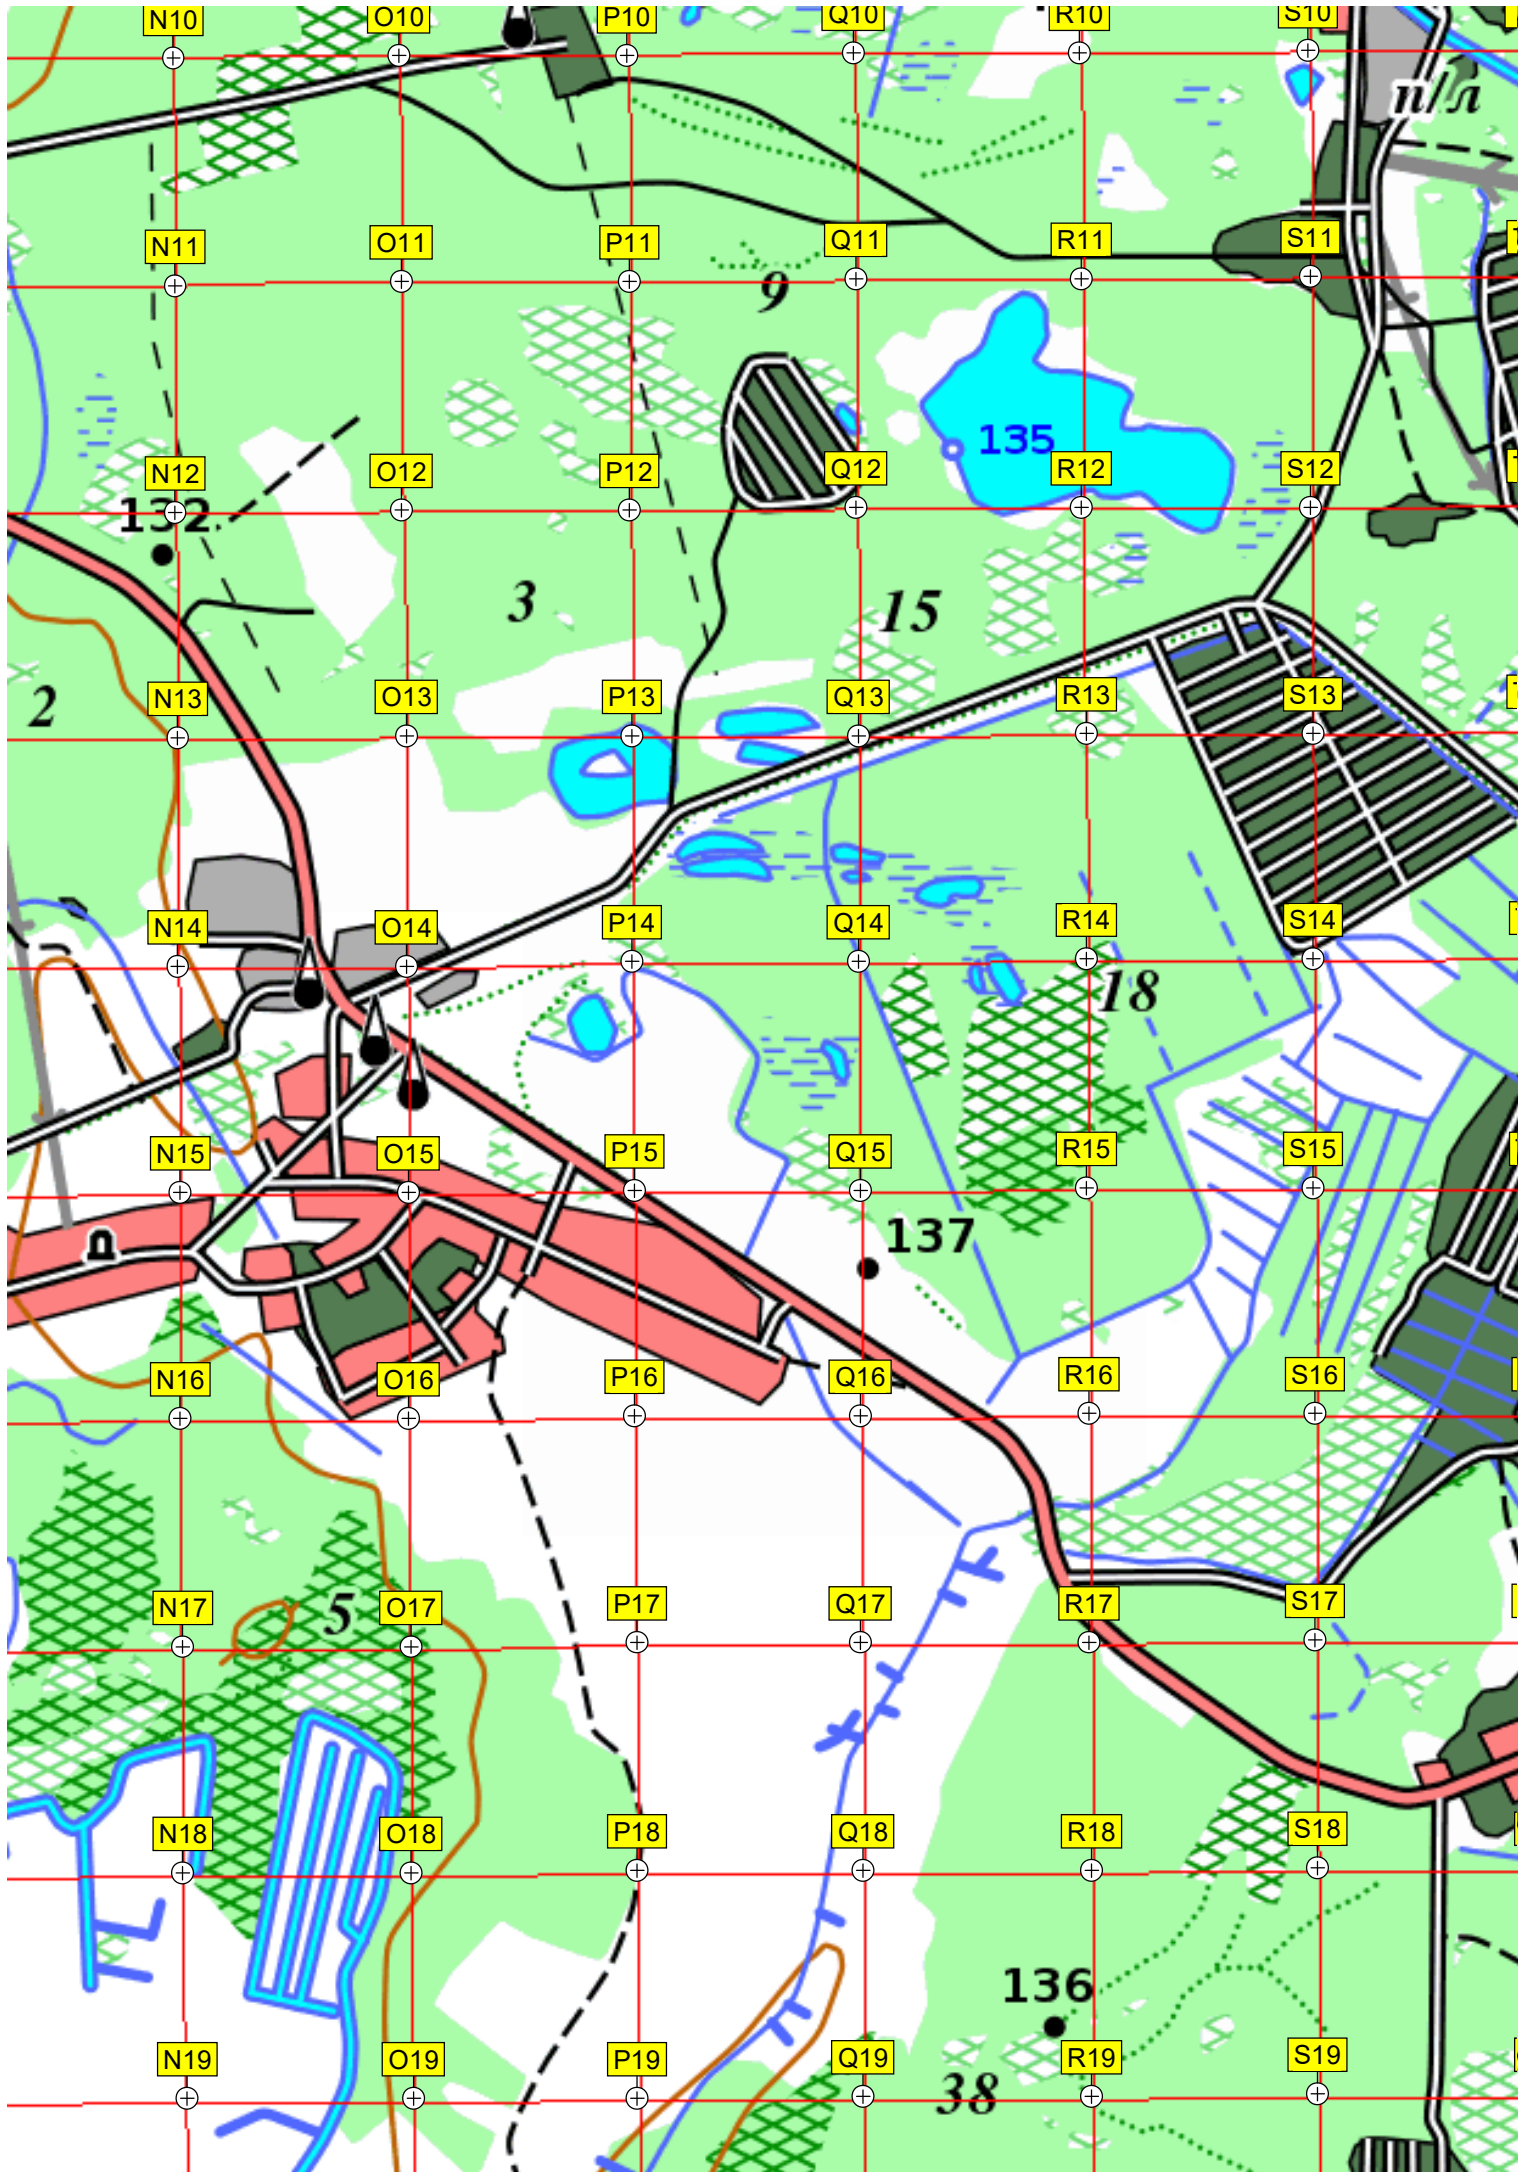 N10 O10 P10 Q10 R10 S10
п/л
N11 O11 P11 Q11 R11 S11
9
135
N12 O12 P12 Q12 R12 S12
132
3 15
2
N13 O13 P13 Q13 R13 S13
N14 O14 P14 Q14 R14 S14
18
N15 O15 P15 Q15 R15 S15
137
N16 O16 P16 Q16 R16 S16
N17 O17 P17 Q17 R17 S17
5
N18 O18 P18 Q18 R18 S18
136
N19 O19 P19 Q19 R19 S19
38